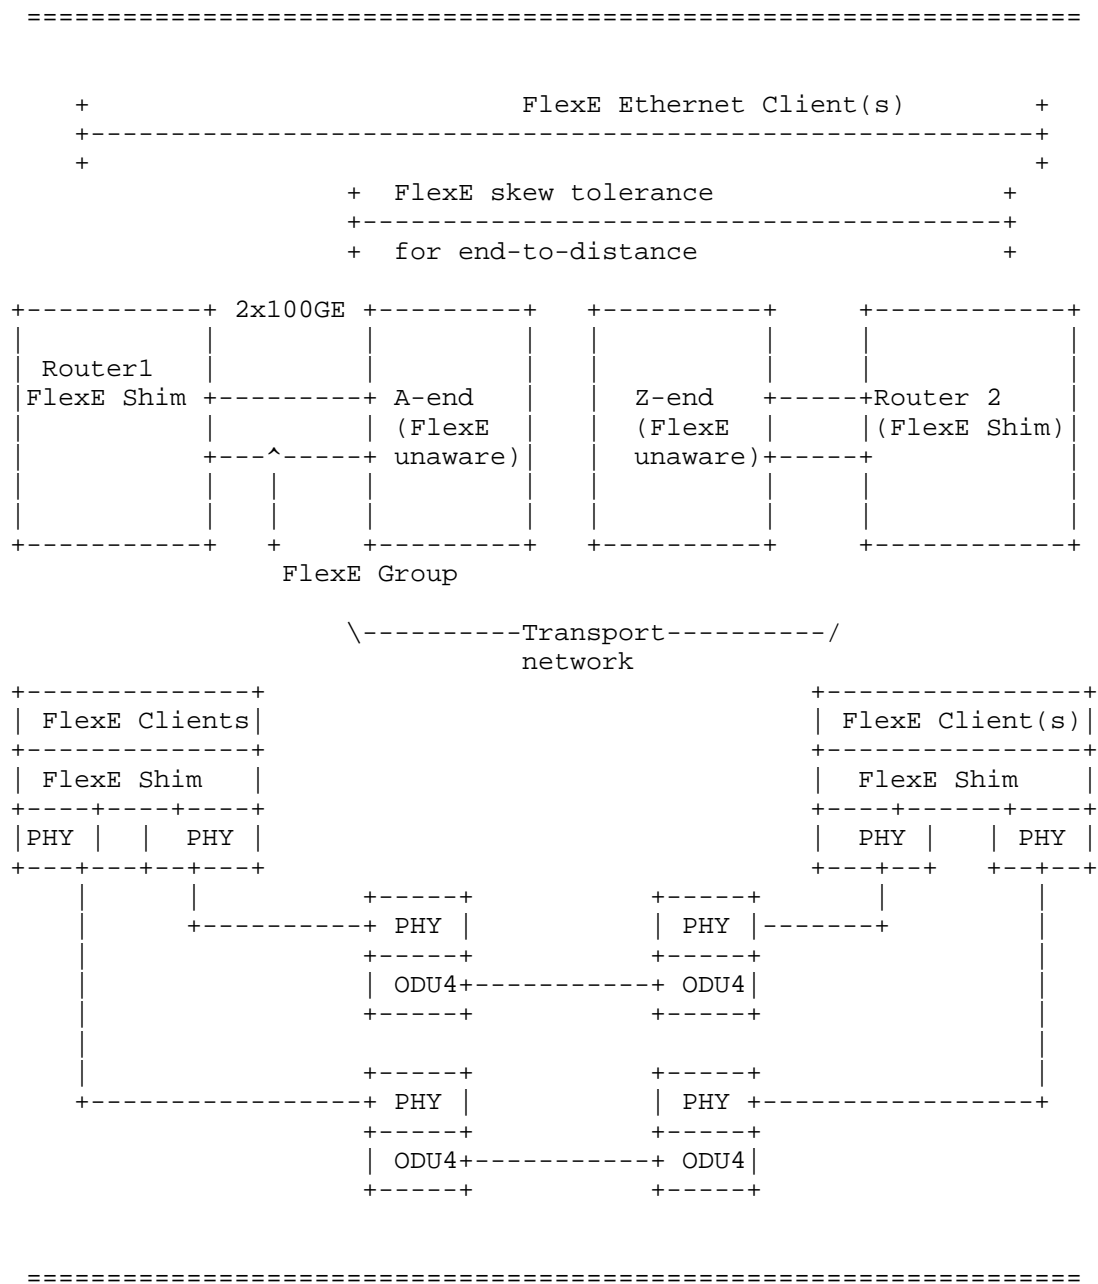 FlexE Ethernet Client(s)
FlexE skew tolerance
for end-to-distance
2x100GE
Router1
FlexE Shim A-end Z-end Router 2
(FlexE (FlexE (FlexE Shim)
unaware) unaware)
FlexE Group
Transport
network
FlexE Clients FlexE Client(s)
FlexE Shim FlexE Shim
PHY PHY PHY PHY
PHY PHY
ODU4 ODU4
PHY PHY
ODU4 ODU4